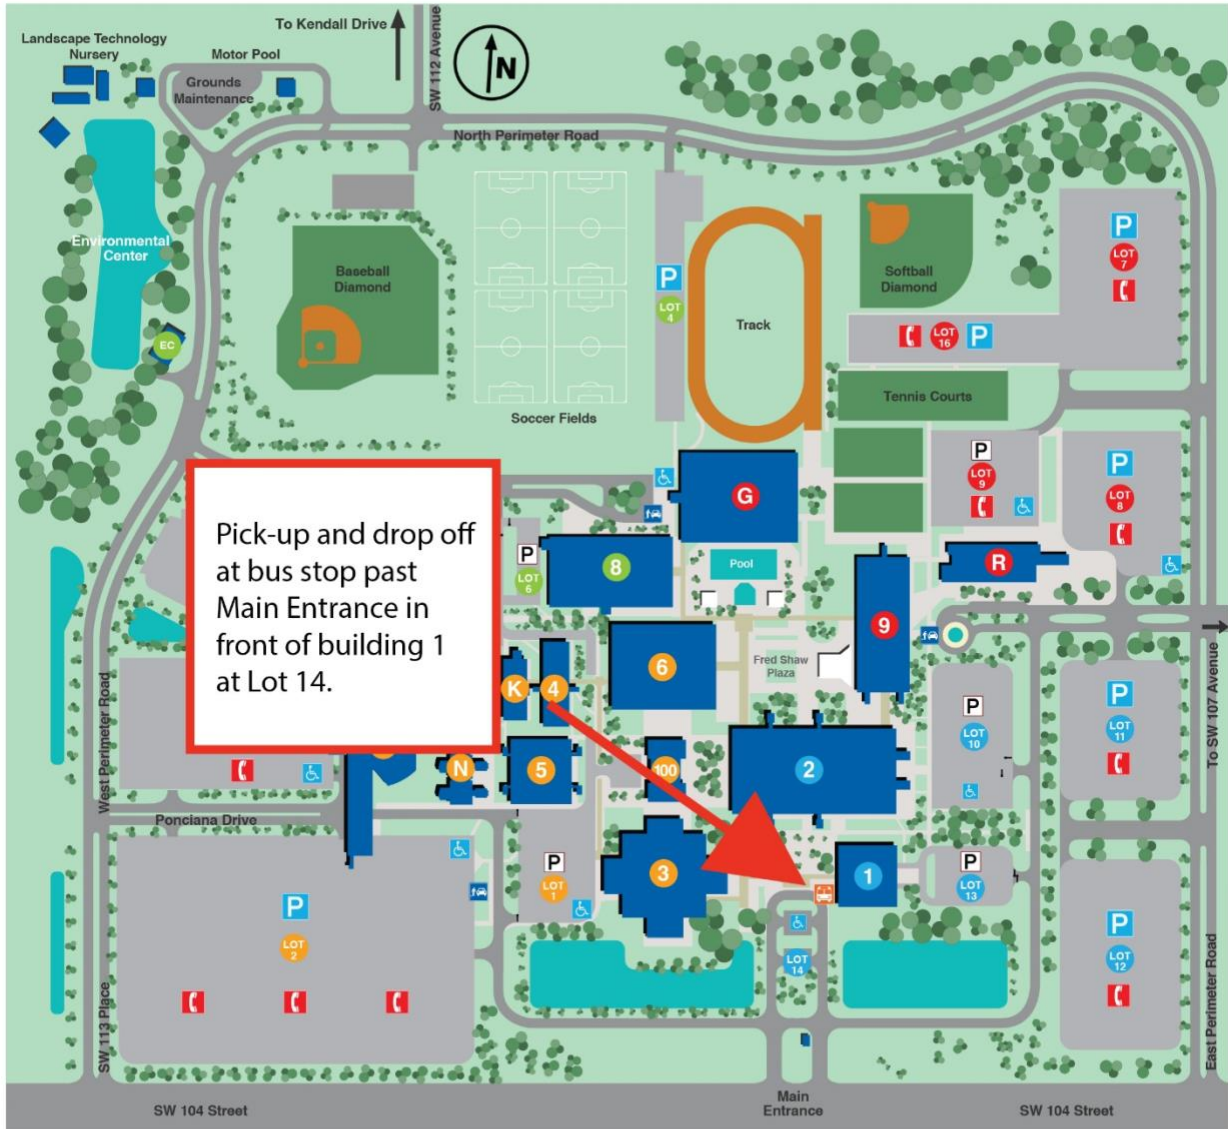 To Kendall Drive
SW 112 Avenue
N
Landscape Technology
Nursery
Motor Pool
Grounds
Maintenance
North Perimeter Road
Environmental
Center
EC
Baseball
Diamond
Soccer Fields
P
LOT
4
Track
Softball
Diamond
P
LOT
7
LOT
16
P
Tennis Courts
P
LOT
9
P
LOT
8
G
R
Pool
8
P
LOT
6
9
6
Fred Shaw
Plaza
K
4
Pick-up and drop off
at bus stop past
Main Entrance in
front of building 1
at Lot 14.
West Perimeter Road
N
5
100
2
P
LOT
10
P
LOT
11
To SW 107 Avenue
Ponciana Drive
P
LOT
2
P
LOT
1
3
1
P
LOT
13
LOT
14
P
LOT
12
SW 113 Place
East Perimeter Road
SW 104 Street
Main
Entrance
SW 104 Street